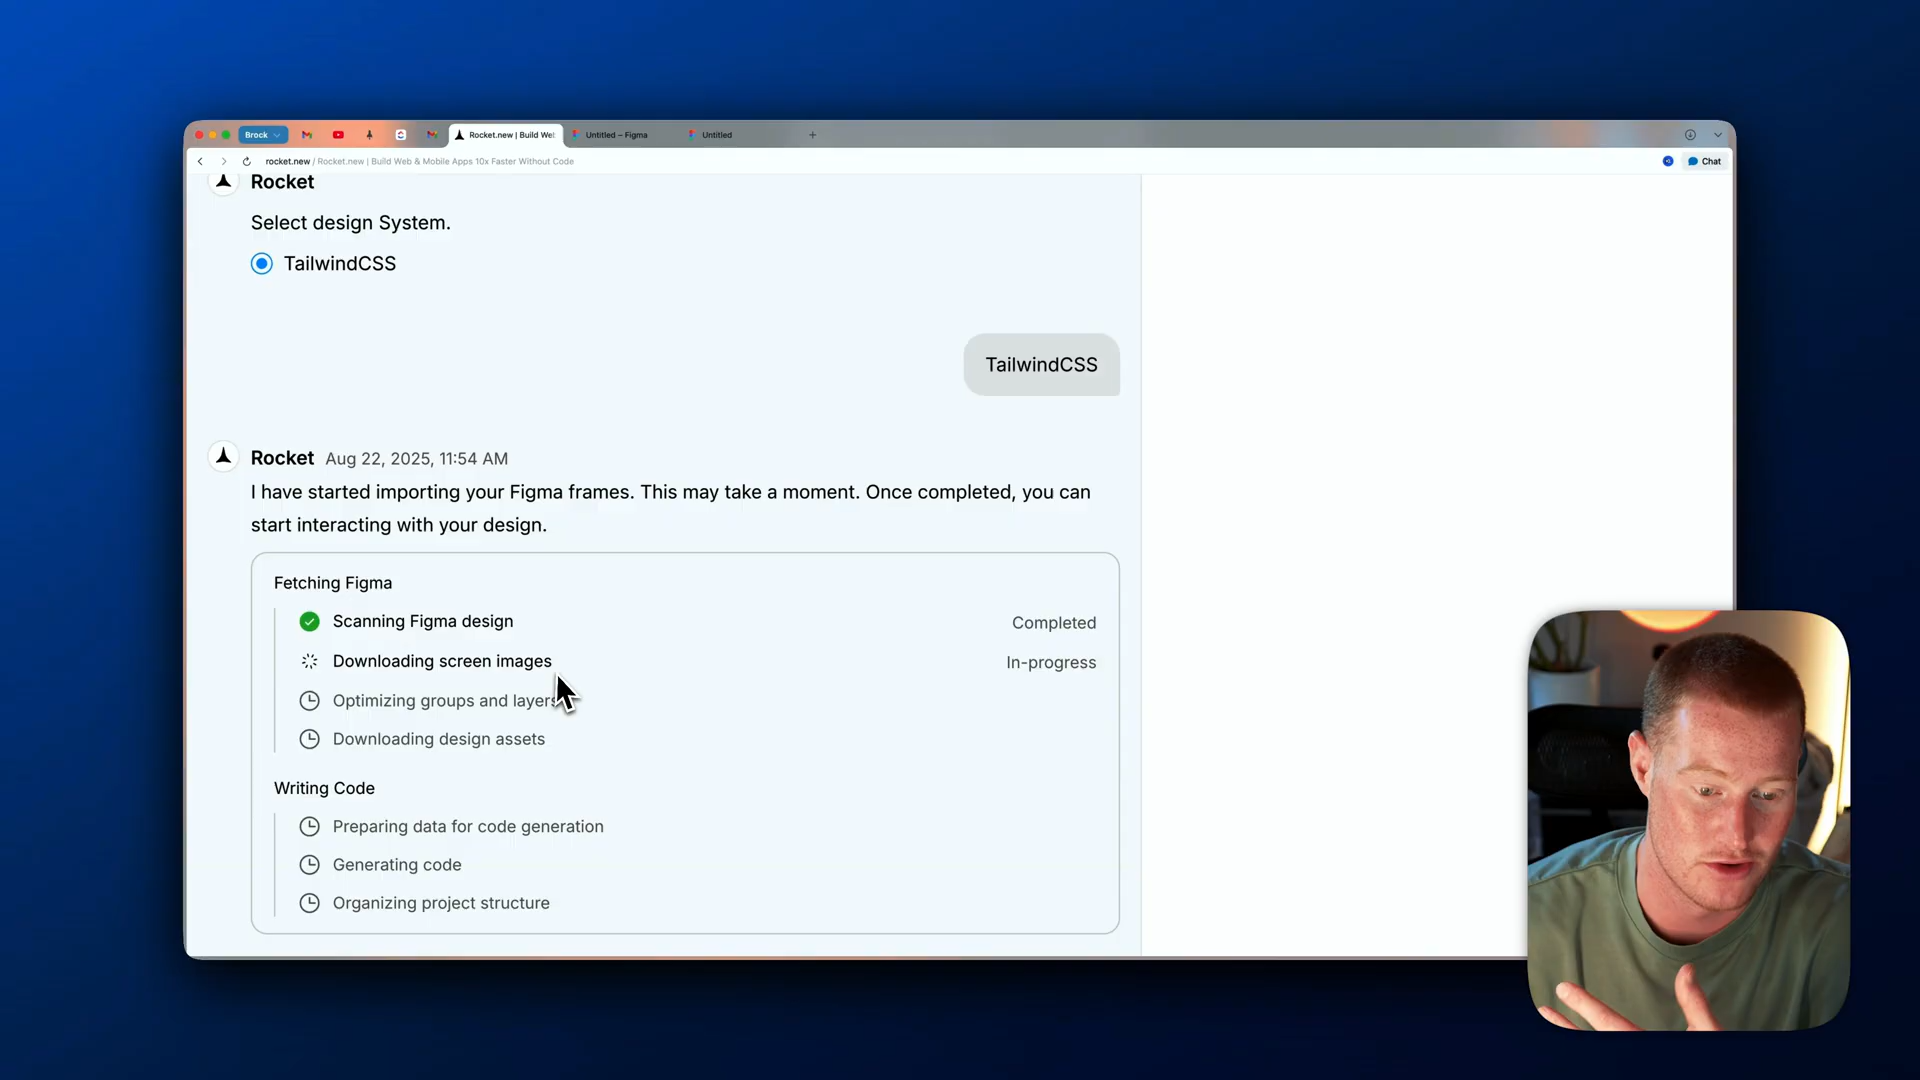 Brock
Rocket.new | Build Wel
Untitled – Figma
Untitled
rocket.new / Rocket.new | Build Web & Mobile Apps 10x Faster Without Code
Chat
Rocket
Select design System.
TailwindCSS
TailwindCSS
Rocket Aug 22, 2025, 11:54 AM
I have started importing your Figma frames. This may take a moment. Once completed, you can
start interacting with your design.
Fetching Figma
Scanning Figma design Completed
Downloading screen images In-progress
Optimizing groups and layers
Downloading design assets
Writing Code
Preparing data for code generation
Generating code
Organizing project structure